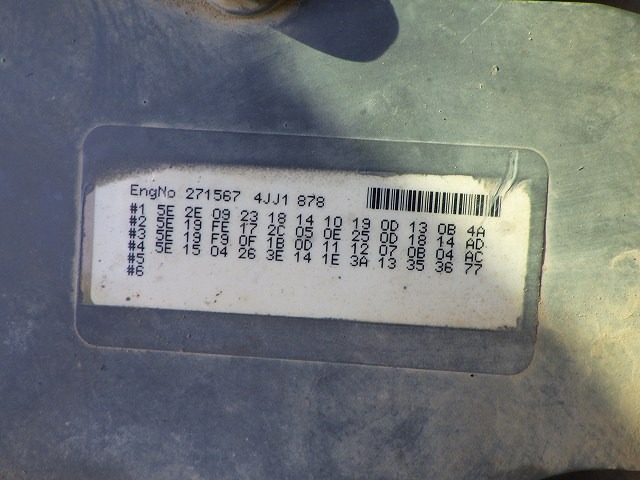 EngNo 271567 4JJ1 878
#1 5E 2E 09 23 18 14 10 19 0D 13 0B 4A
#2 5E 19 FE 17 2C 05 0E 25 0D 18 14 AD
#3 5E 19 F9 0F 1B 0D 11 12 07 0B 04 AC
#4 5E 15 04 26 3E 14 1E 3A 13 35 36 77
#5
#6